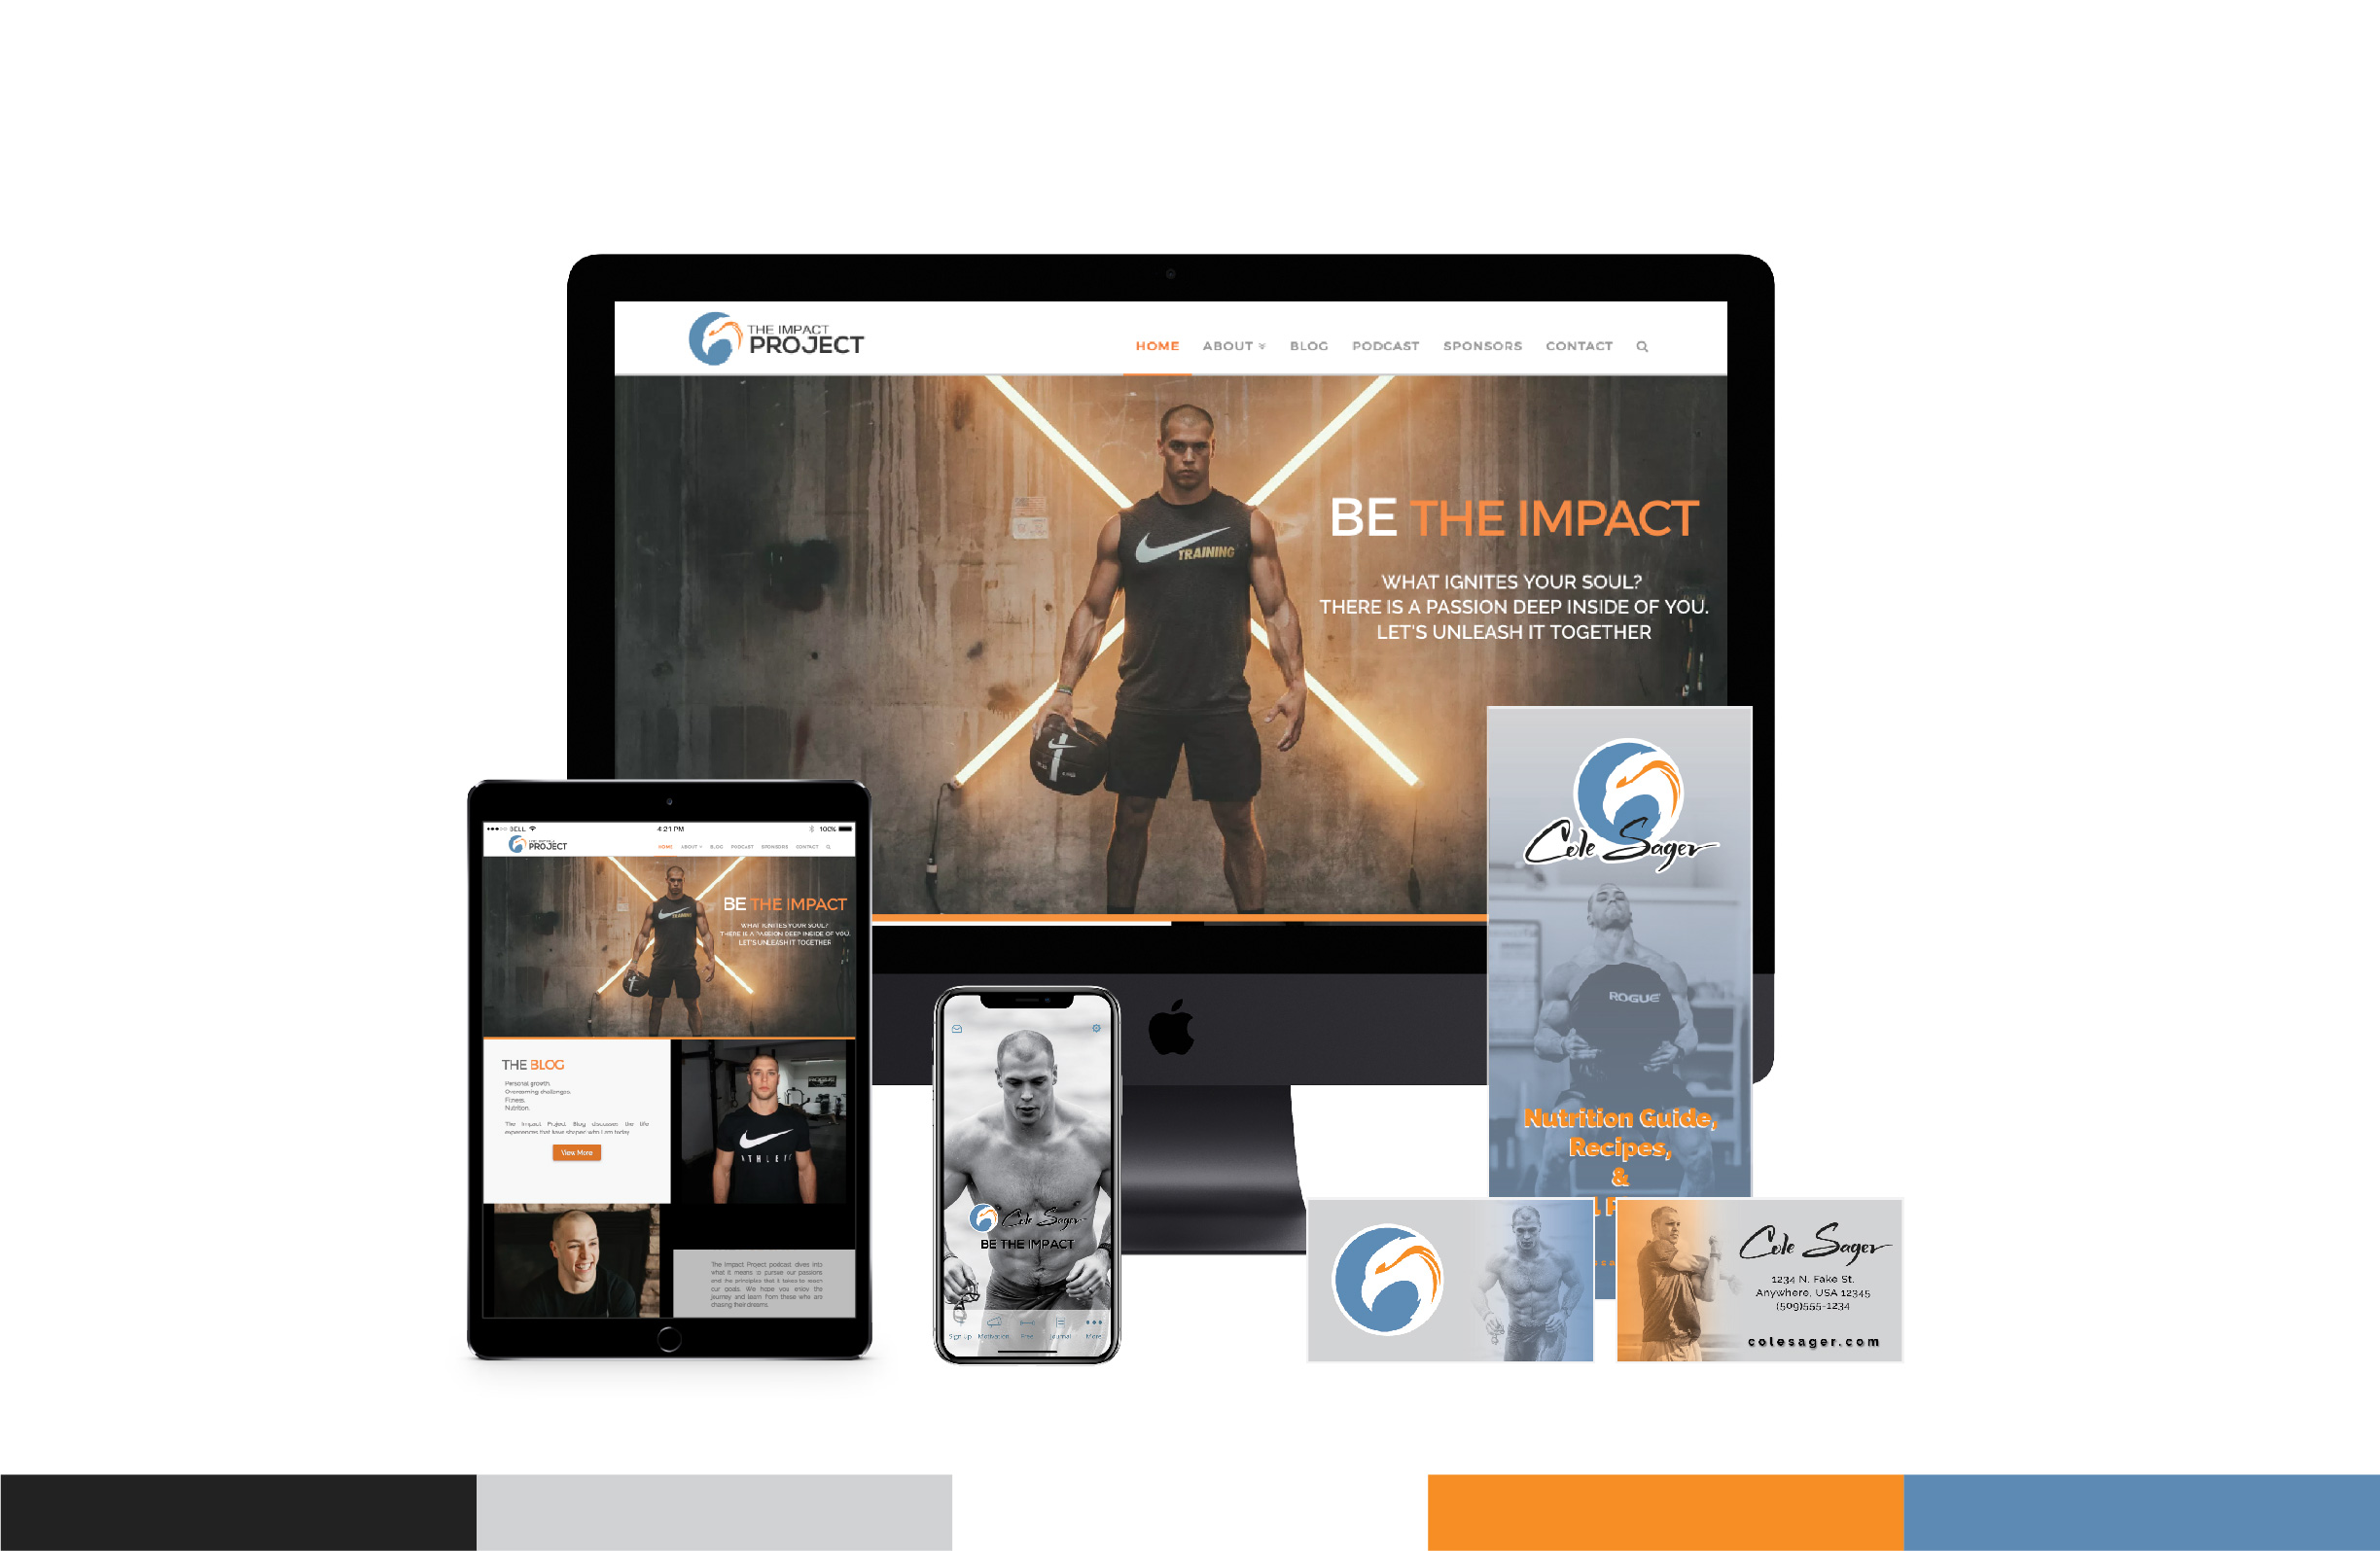 THE IMPACT
PROJECT
HOME ABOUT BLOG PODCAST SPONSORS CONTACT
TRAINING
BE THE IMPACT
WHAT IGNITES YOUR SOUL?
THERE IS A PASSION DEEP INSIDE OF YOU.
LET'S UNLEASH IT TOGETHER
BELL 4:21 PM 100%
PROJECT
HOME ABOUT BLOG PODCAST SPONSORS CONTACT
TRAINING
BE THE IMPACT
WHAT IGNITES YOUR SOUL?
THERE IS A PASSION DEEP INSIDE OF YOU.
LET'S UNLEASH IT TOGETHER
THE BLOG
Personal growth.
Overcoming challenges.
Fitness.
Nutrition.
The Impact Project Blog discusses the life
experiences that have shaped who I am today.
View More
ROGUE
ATHLETE
The Impact Project podcast dives into
what it means to pursue our passions
and the principles that it takes to reach
our goals. We hope you enjoy the
journey and learn from these who are
chasing their dreams
Cole Sager
BE THE IMPACT
Sign Up Motivation Journal More
Cole Sager
ROGUE
Nutrition Guide,
Recipes,
&
Cole Sager
1234 N. Fake St.
Anywhere, USA 12345
(509)555-1234
colesager.com